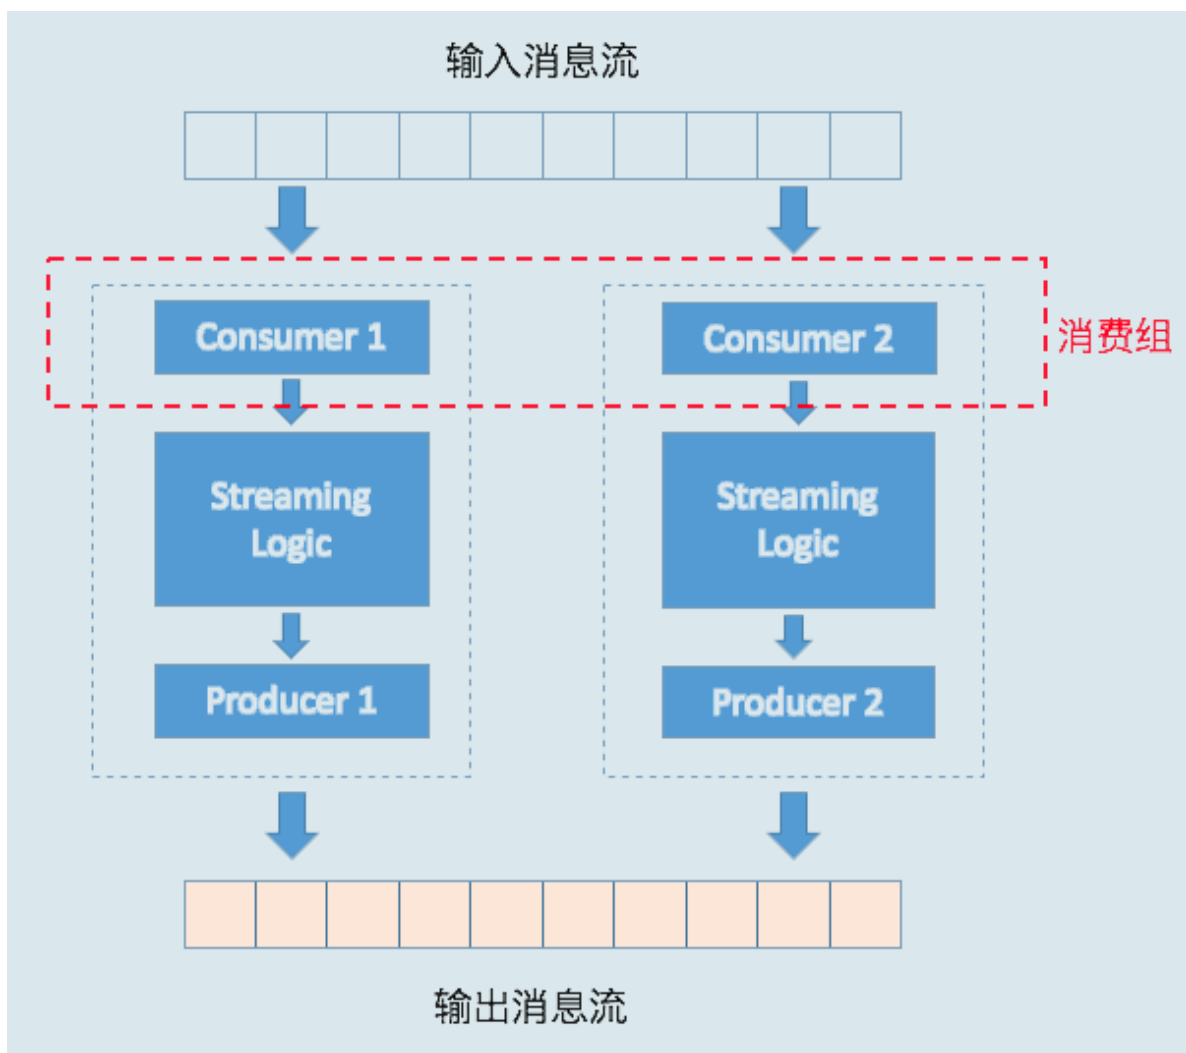 输入消息流
Consumer 1
Consumer 2
消费组
Streaming
Logic
Streaming
Logic
Producer 1
Producer 2
输出消息流